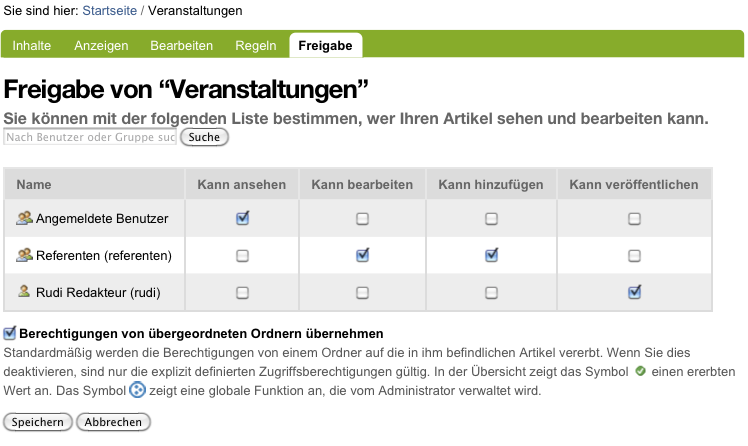 Sie sind hier: Startseite / Veranstaltungen
Inhalte Anzeigen Bearbeiten Regeln Freigabe
Freigabe von “Veranstaltungen”
Sie können mit der folgenden Liste bestimmen, wer Ihren Artikel sehen und bearbeiten kann.
Nach Benutzer oder Gruppe suc Suche
Name Kann ansehen Kann bearbeiten Kann hinzufügen Kann veröffentlichen
Angemeldete Benutzer
Referenten (referenten)
Rudi Redakteur (rudi)
Berechtigungen von übergeordneten Ordnern übernehmen
Standardmäßig werden die Berechtigungen von einem Ordner auf die in ihm befindlichen Artikel vererbt. Wenn Sie dies
deaktivieren, sind nur die explizit definierten Zugriffsberechtigungen gültig. In der Übersicht zeigt das Symbol einen ererbten
Wert an. Das Symbol zeigt eine globale Funktion an, die vom Administrator verwaltet wird.
Speichern Abbrechen